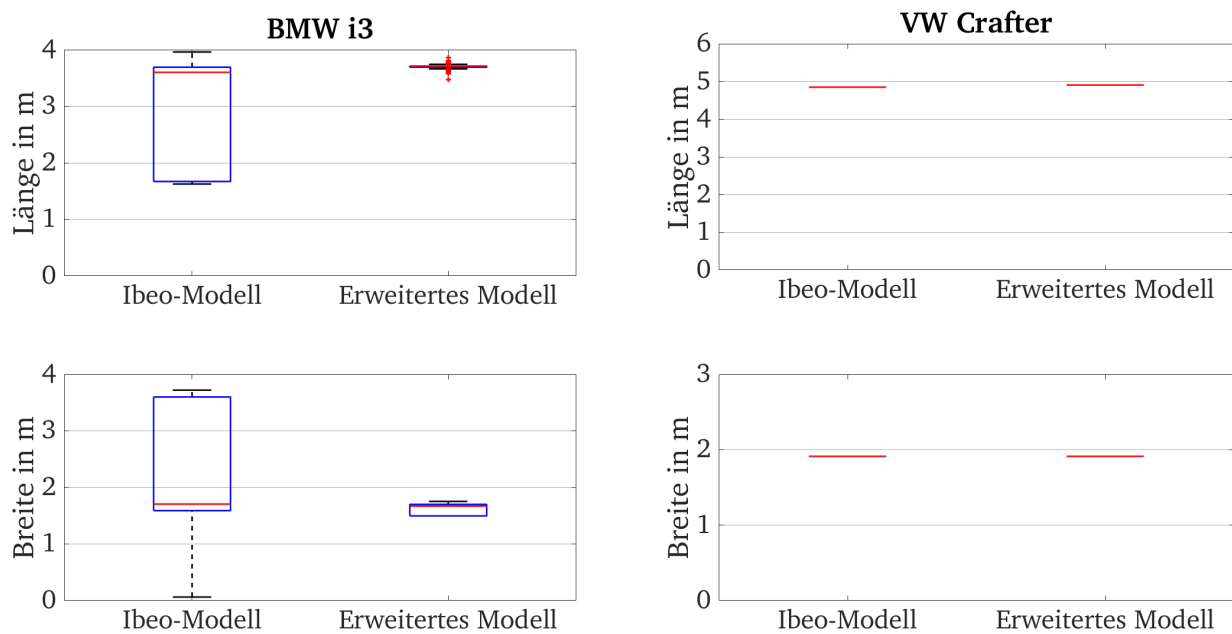 BMW i3
Länge in m
4
3
2
1
0
Ibeo-Modell
Erweitertes Modell
VW Crafter
Länge in m
6
5
4
3
2
1
0
Ibeo-Modell
Erweitertes Modell
Breite in m
4
3
2
1
0
Ibeo-Modell
Erweitertes Modell
Breite in m
3
2
1
0
Ibeo-Modell
Erweitertes Modell